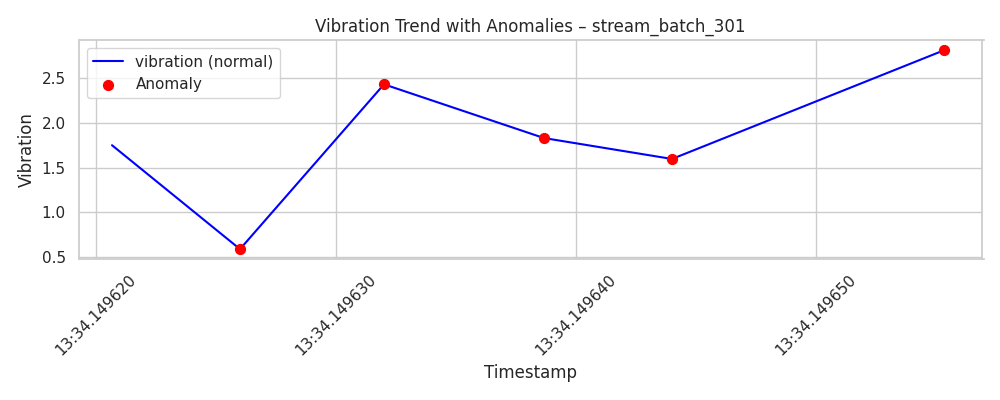 Vibration Trend with Anomalies – stream_batch_301
vibration (normal)
Anomaly
Vibration
2.5
2.0
1.5
1.0
0.5
13:34.149620
13:34.149630
13:34.149640
13:34.149650
Timestamp